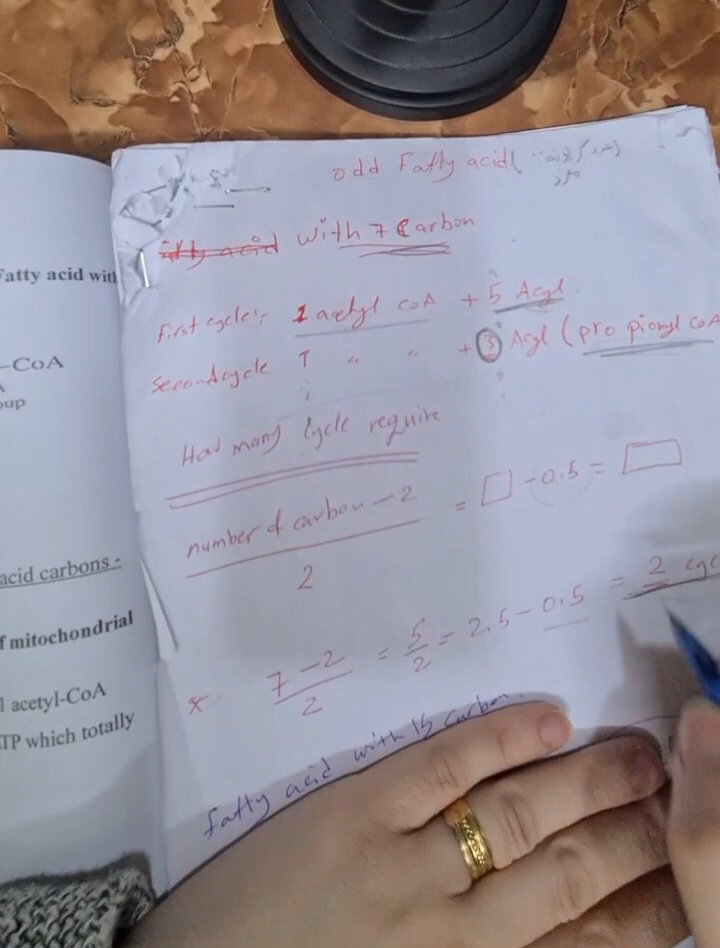 Fatty acid with
-CoA
acid carbons -
f mitochondrial
1 acetyl-CoA
TP which totally
odd Fatty acid (
with 7 Carbon
First cycle: 1 acetyl CoA + 5 Acyl
Second cycle 1 " " + 3 Acyl (propionyl CoA
How many Cycle require
number of carbon - 2 / 2 = □ - 0.5 = □
* 7-2 / 2 = 5/2 = 2.5 - 0.5 = 2 cyc
fatty acid with 15 carbon